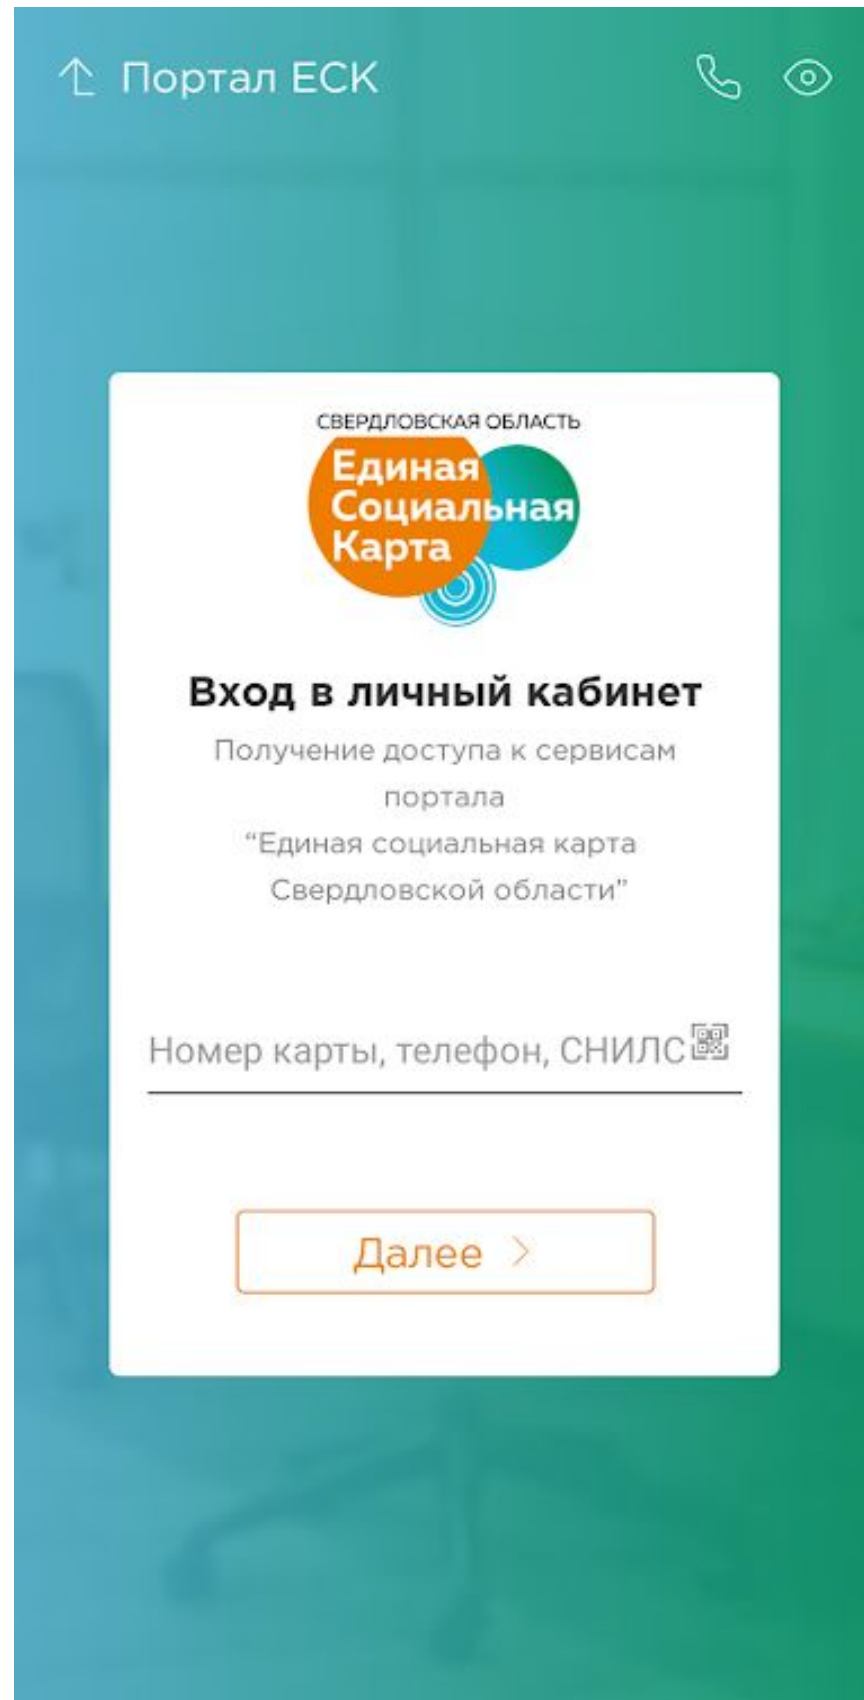 Портал ЕСК
СВЕРДЛОВСКАЯ ОБЛАСТЬ
Единая
Социальная
Карта
Вход в личный кабинет
Получение доступа к сервисам
портала
“Единая социальная карта
Свердловской области”
Номер карты, телефон, СНИЛС
Далее